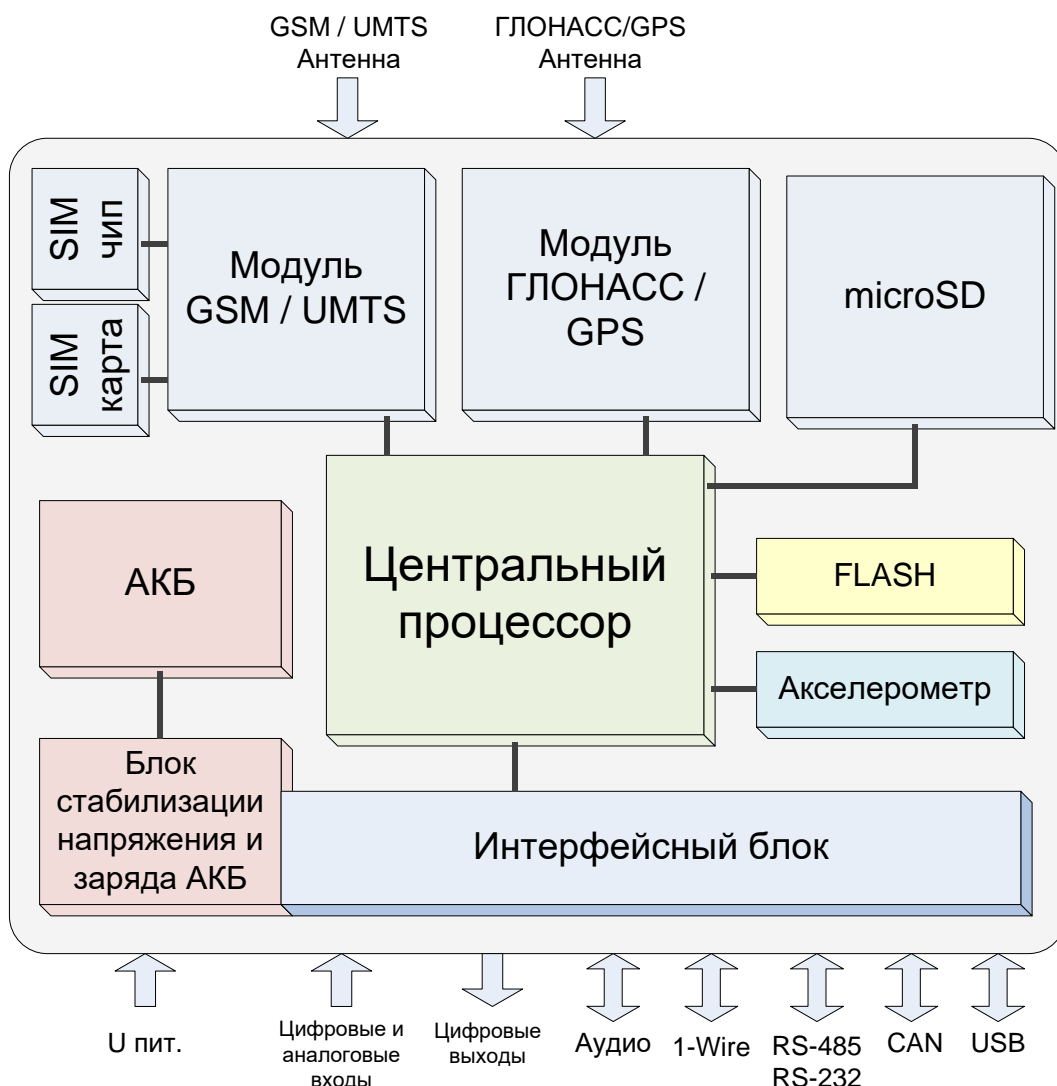 GSM / UMTS
Антенна
ГЛОНАСС/GPS
Антенна
SIM
чип
SIM
карта
Модуль
GSM / UMTS
Модуль
ГЛОНАСС /
GPS
microSD
АКБ
Центральный
процессор
FLASH
Акселерометр
Блок
стабилизации
напряжения и
заряда АКБ
Интерфейсный блок
U пит.
Цифровые и
аналоговые
входы
Цифровые
выходы
Аудио
1-Wire
RS-485
RS-232
CAN
USB